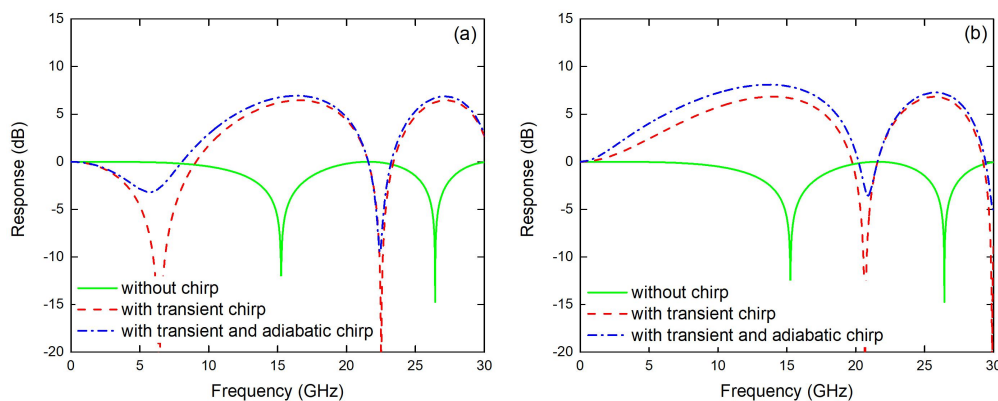 (a)
15
10
5
0
-5
-10
-15
-20
Response (dB)
without chirp
with transient chirp
with transient and adiabatic chirp
0 5 10 15 20 25 30
Frequency (GHz)
(b)
15
10
5
0
-5
-10
-15
-20
Response (dB)
without chirp
with transient chirp
with transient and adiabatic chirp
0 5 10 15 20 25 30
Frequency (GHz)